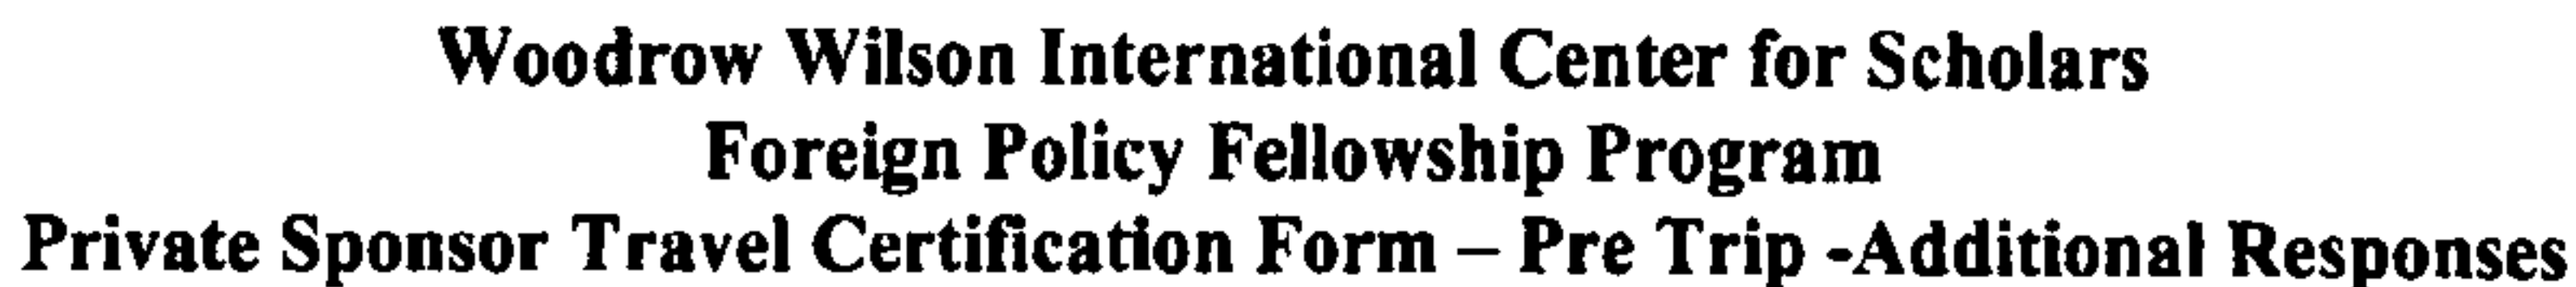 Woodrow Wilson International Center for Scholars
Foreign Policy Fellowship Program
Private Sponsor Travel Certification Form – Pre Trip -Additional Responses